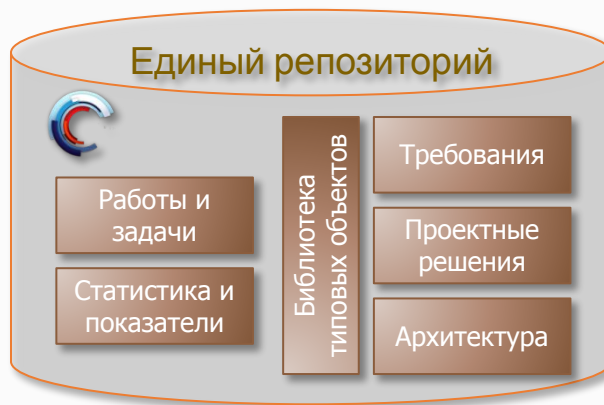 Единый репозиторий
Работы и
задачи
Статистика и
показатели
Библиотека
типовых объектов
Требования
Проектные
решения
Архитектура